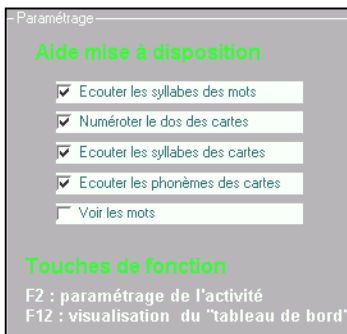 Paramétrage
Aide mise à disposition
Ecouter les syllabes des mots
Numéroter le dos des cartes
Ecouter les syllabes des cartes
Ecouter les phonèmes des cartes
Voir les mots
Touches de fonction
F2 : paramétrage de l'activité
F12 : visualisation du "tableau de bord"